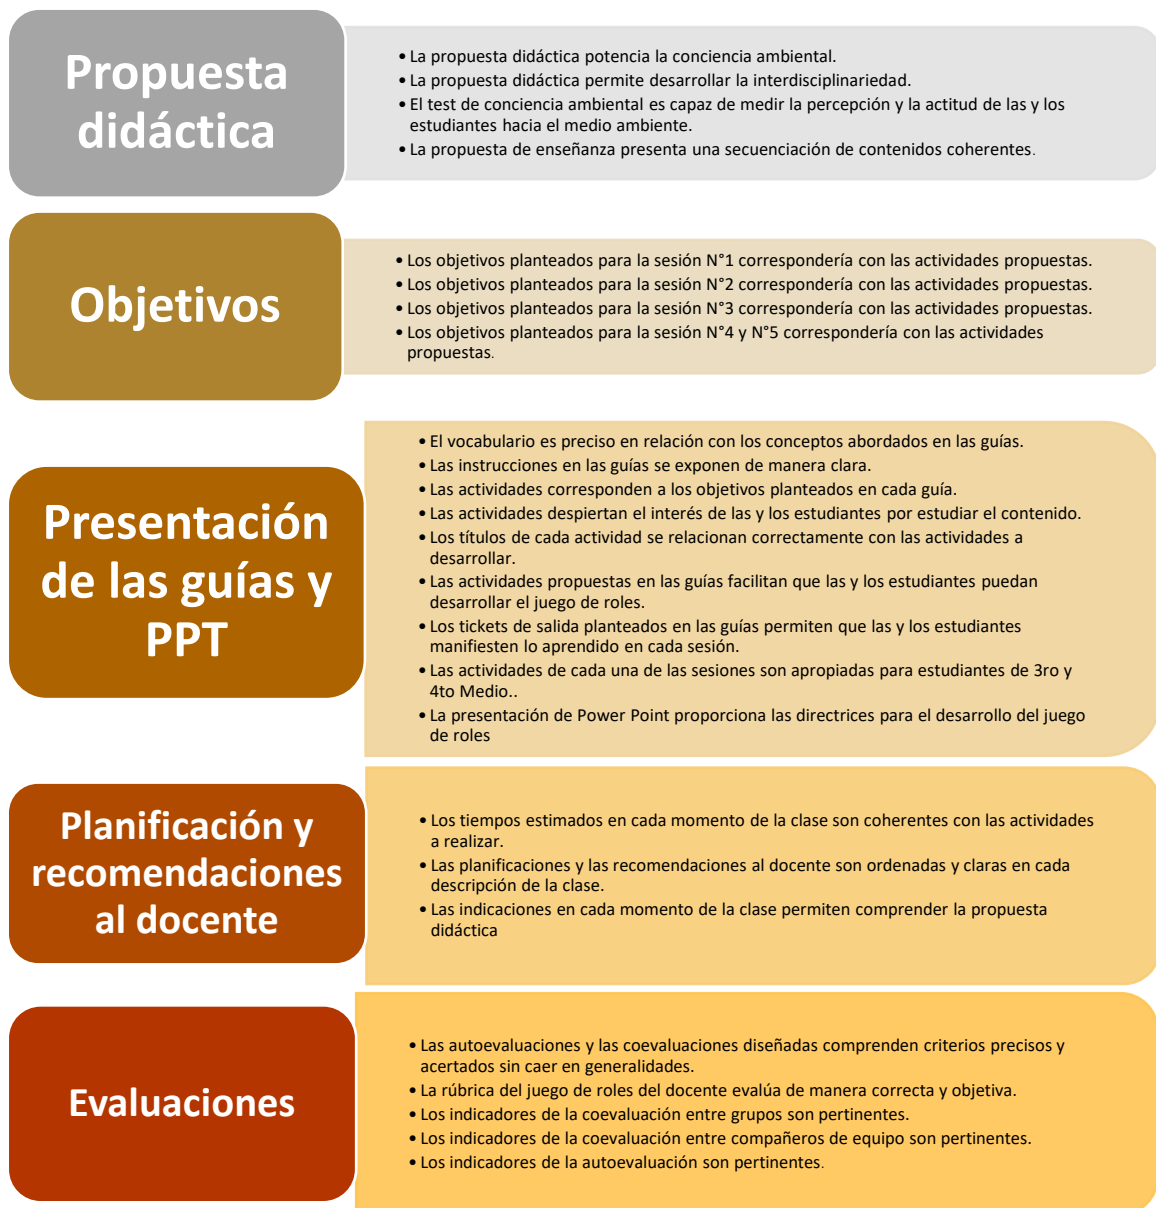 Propuesta
didáctica
• La propuesta didáctica potencia la conciencia ambiental.
• La propuesta didáctica permite desarrollar la interdisciplinariedad.
• El test de conciencia ambiental es capaz de medir la percepción y la actitud de las y los
estudiantes hacia el medio ambiente.
• La propuesta de enseñanza presenta una secuenciación de contenidos coherentes.
Objetivos
• Los objetivos planteados para la sesión N°1 correspondería con las actividades propuestas.
• Los objetivos planteados para la sesión N°2 correspondería con las actividades propuestas.
• Los objetivos planteados para la sesión N°3 correspondería con las actividades propuestas.
• Los objetivos planteados para la sesión N°4 y N°5 correspondería con las actividades
propuestas.
Presentación
de las guías y
PPT
• El vocabulario es preciso en relación con los conceptos abordados en las guías.
• Las instrucciones en las guías se exponen de manera clara.
• Las actividades corresponden a los objetivos planteados en cada guía.
• Las actividades despiertan el interés de las y los estudiantes por estudiar el contenido.
• Los títulos de cada actividad se relacionan correctamente con las actividades a
desarrollar.
• Las actividades propuestas en las guías facilitan que las y los estudiantes puedan
desarrollar el juego de roles.
• Los tickets de salida planteados en las guías permiten que las y los estudiantes
manifiesten lo aprendido en cada sesión.
• Las actividades de cada una de las sesiones son apropiadas para estudiantes de 3ro y
4to Medio..
• La presentación de Power Point proporciona las directrices para el desarrollo del juego
de roles
Planificación y
recomendaciones
al docente
• Los tiempos estimados en cada momento de la clase son coherentes con las actividades
a realizar.
• Las planificaciones y las recomendaciones al docente son ordenadas y claras en cada
descripción de la clase.
• Las indicaciones en cada momento de la clase permiten comprender la propuesta
didáctica
Evaluaciones
• Las autoevaluaciones y las coevaluaciones diseñadas comprenden criterios precisos y
acertados sin caer en generalidades.
• La rúbrica del juego de roles del docente evalúa de manera correcta y objetiva.
• Los indicadores de la coevaluación entre grupos son pertinentes.
• Los indicadores de la coevaluación entre compañeros de equipo son pertinentes.
• Los indicadores de la autoevaluación son pertinentes.